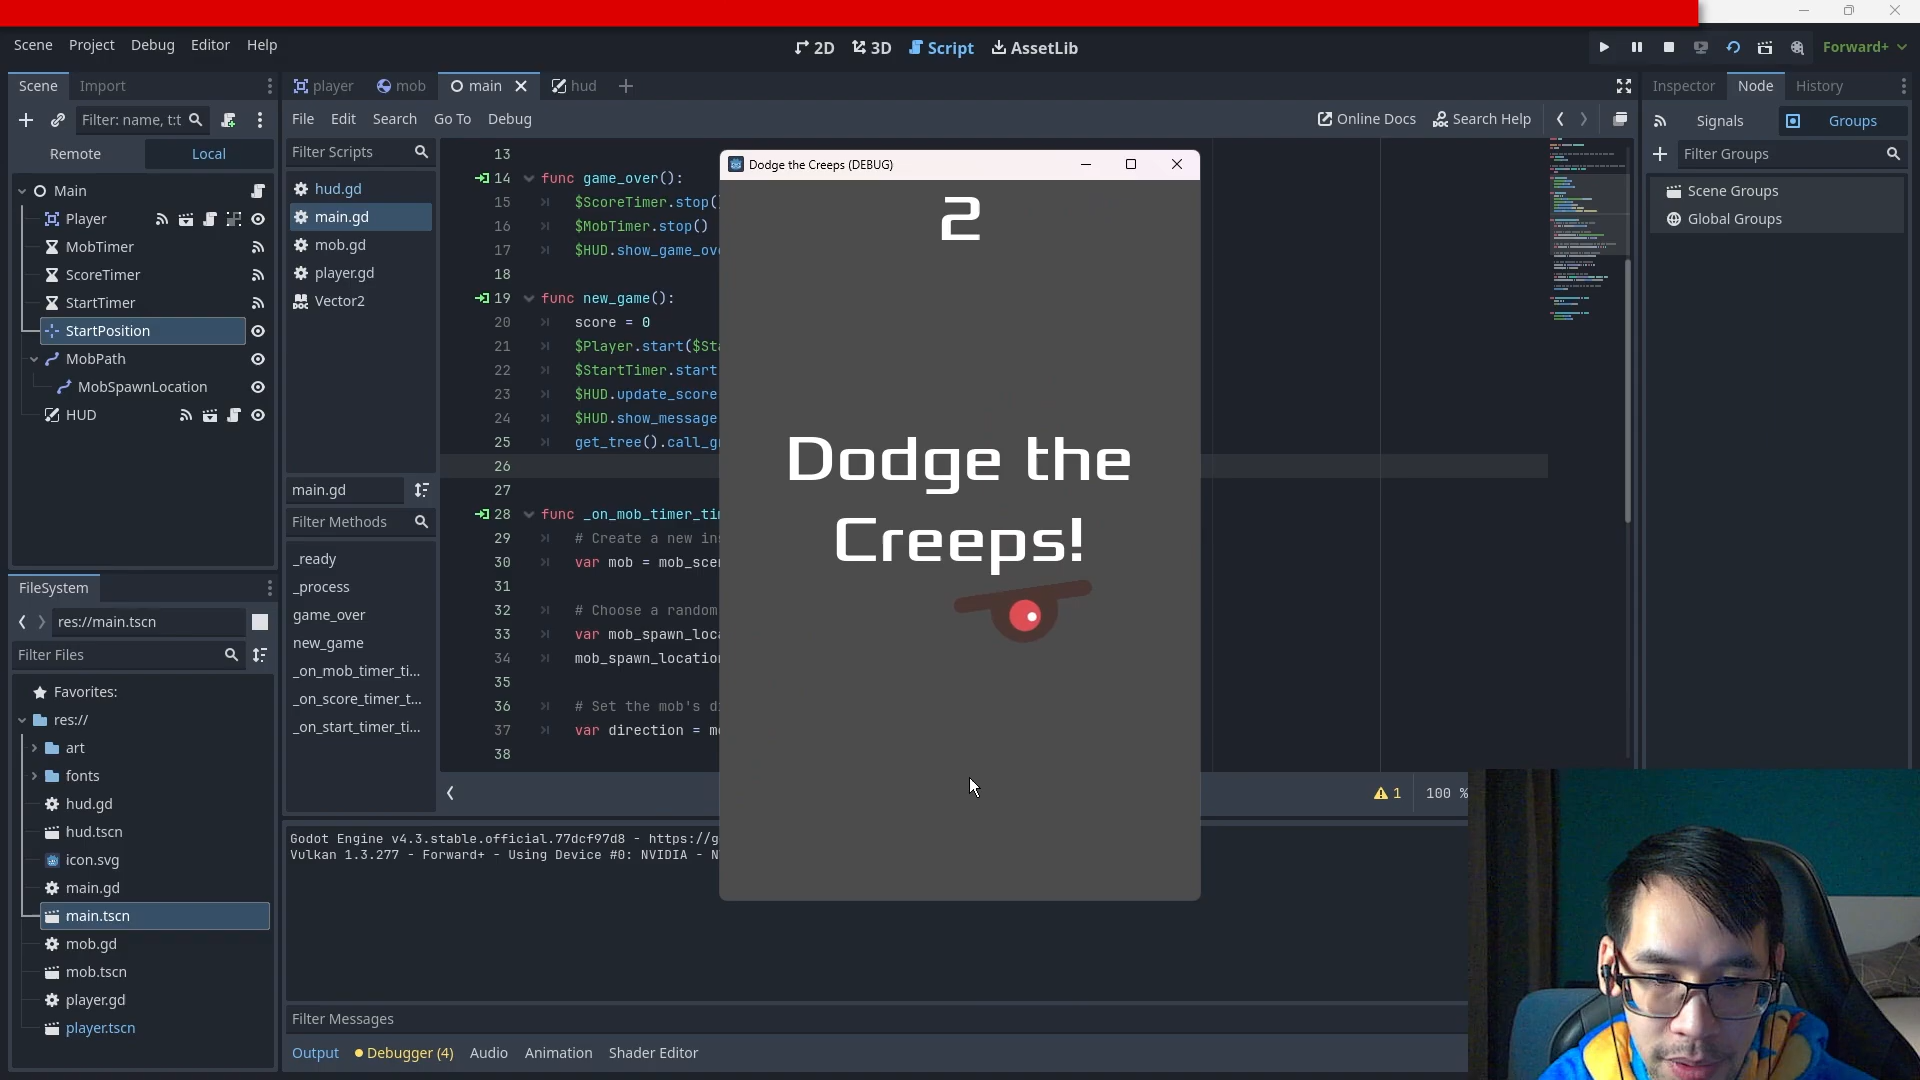 Scene Project Debug Editor Help
2D 3D Script AssetLib
Forward+
Scene Import
player mob main hud
Inspector Node History
Filter: name, t:t
File Edit Search Go To Debug
Online Docs Search Help
Signals Groups
Remote Local
Filter Scripts
Filter Groups
Main
Player
MobTimer
ScoreTimer
StartTimer
StartPosition
MobPath
MobSpawnLocation
HUD
hud.gd
main.gd
mob.gd
player.gd
Vector2
main.gd
Filter Methods
_ready
_process
game_over
new_game
_on_mob_timer_ti...
_on_score_timer_t...
_on_start_timer_ti...
13
14 func game_over():
15 $ScoreTimer.stop(
16 $MobTimer.stop()
17 $HUD.show_game_ov
18
19 func new_game():
20 score = 0
21 $Player.start($Sta
22 $StartTimer.start
23 $HUD.update_score
24 $HUD.show_message
25 get_tree().call_gr
26
27
28 func _on_mob_timer_tim
29 # Create a new ins
30 var mob = mob_scen
31
32 # Choose a random
33 var mob_spawn_loca
34 mob_spawn_location
35
36 # Set the mob's di
37 var direction = mo
38
1 100 %
Dodge the Creeps (DEBUG)
2
Dodge the
Creeps!
Scene Groups
Global Groups
FileSystem
res://main.tscn
Filter Files
Favorites:
res://
art
fonts
hud.gd
hud.tscn
icon.svg
main.gd
main.tscn
mob.gd
mob.tscn
player.gd
player.tscn
Godot Engine v4.3.stable.official.77dcf97d8 - https://g
Vulkan 1.3.277 - Forward+ - Using Device #0: NVIDIA - N
Filter Messages
Output Debugger (4) Audio Animation Shader Editor